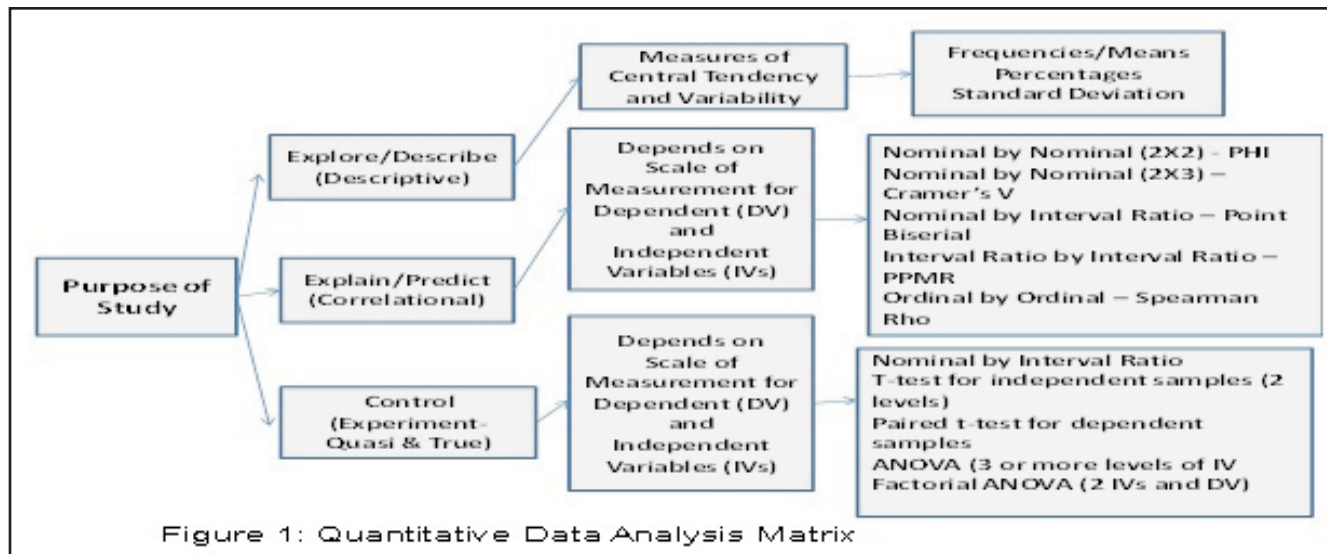 Measures of
Central Tendency
and Variability
Frequencies/Means
Percentages
Standard Deviation
Explore/Describe
(Descriptive)
Depends on
Scale of
Measurement for
Dependent (DV)
and
Independent
Variables (IVs)
Nominal by Nominal (2X2) - PHI
Nominal by Nominal (2X3) –
Cramer's V
Nominal by Interval Ratio – Point
Biserial
Interval Ratio by Interval Ratio –
PPMR
Ordinal by Ordinal – Spearman
Rho
Purpose of
Study
Explain/Predict
(Correlational)
Control
(Experiment-
Quasi & True)
Depends on
Scale of
Measurement for
Dependent (DV)
and
Independent
Variables (IVs)
Nominal by Interval Ratio
T-test for independent samples (2
levels)
Paired t-test for dependent
samples
ANOVA (3 or more levels of IV
Factorial ANOVA (2 IVs and DV)
Figure 1: Quantitative Data Analysis Matrix